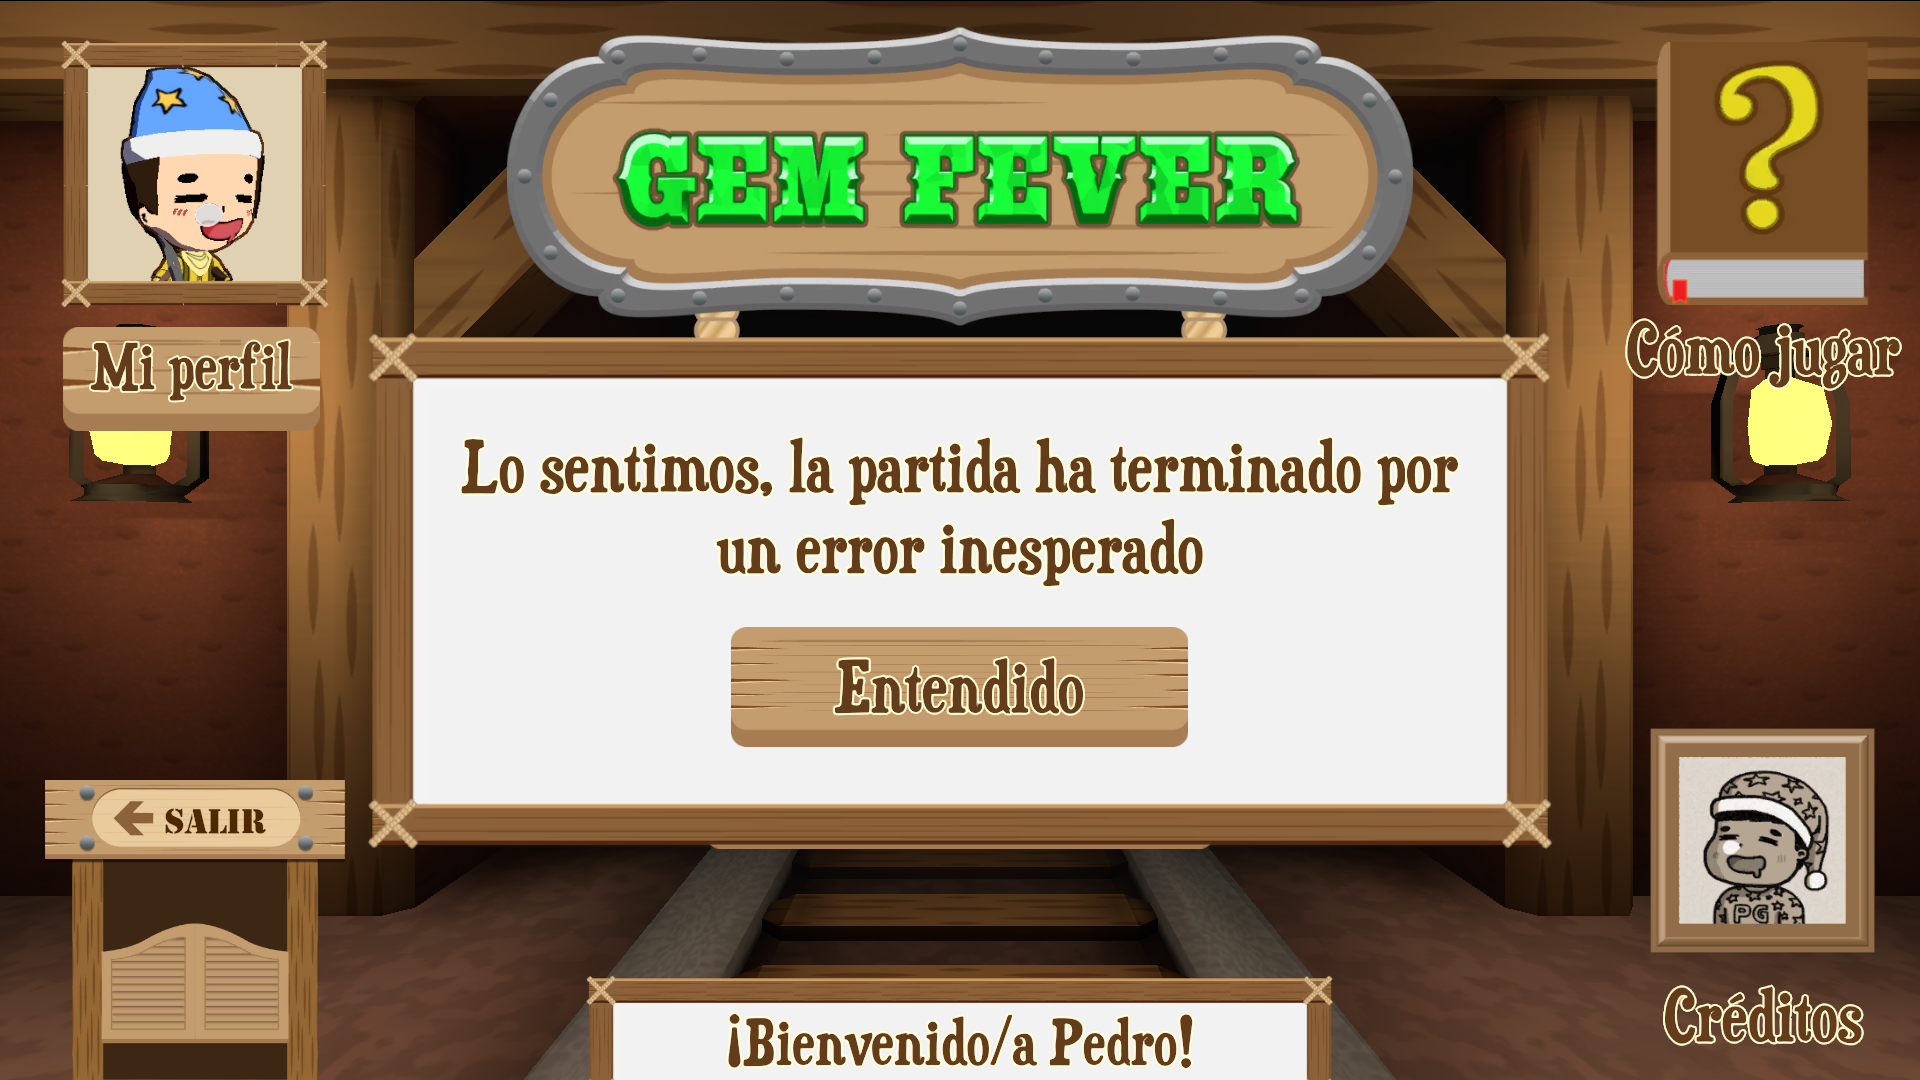 GEM FEVER
Mi perfil
Cómo jugar
Lo sentimos, la partida ha terminado por
un error inesperado
Entendido
SALIR
PG
¡Bienvenido/a Pedro!
Créditos